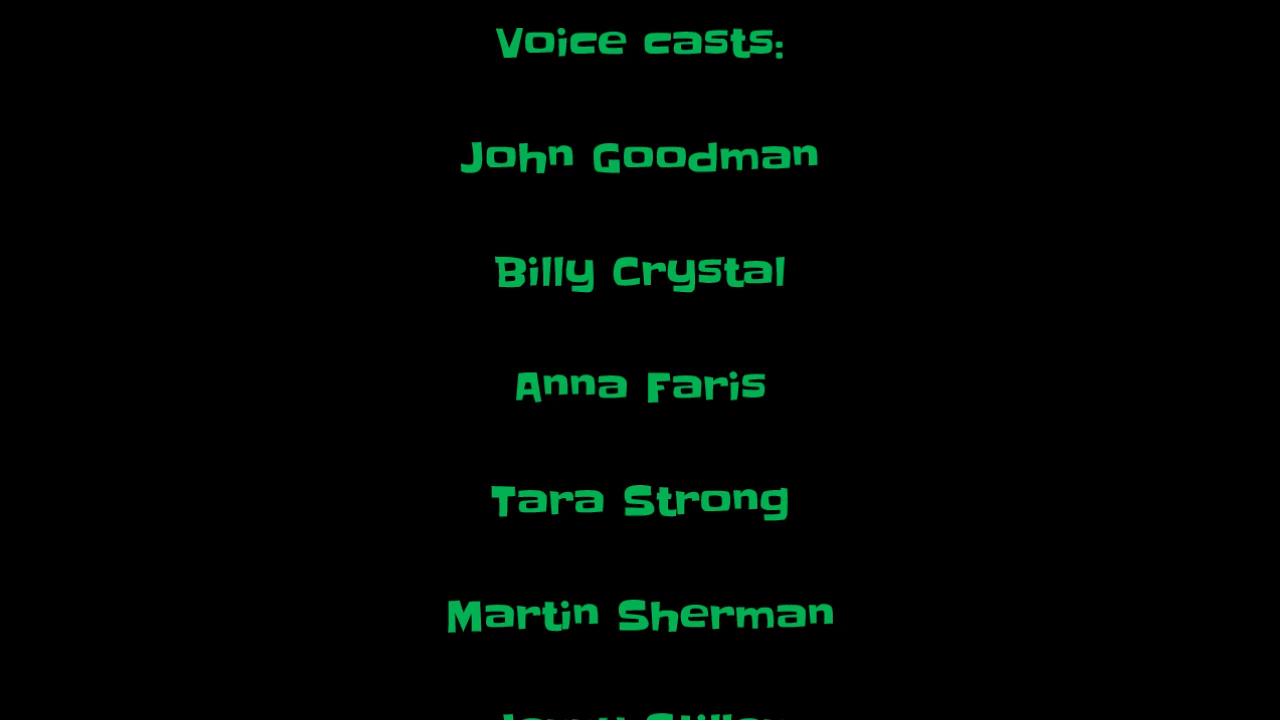 Voice casts:
John Goodman
Billy Crystal
Anna Faris
Tara Strong
Martin Sherman